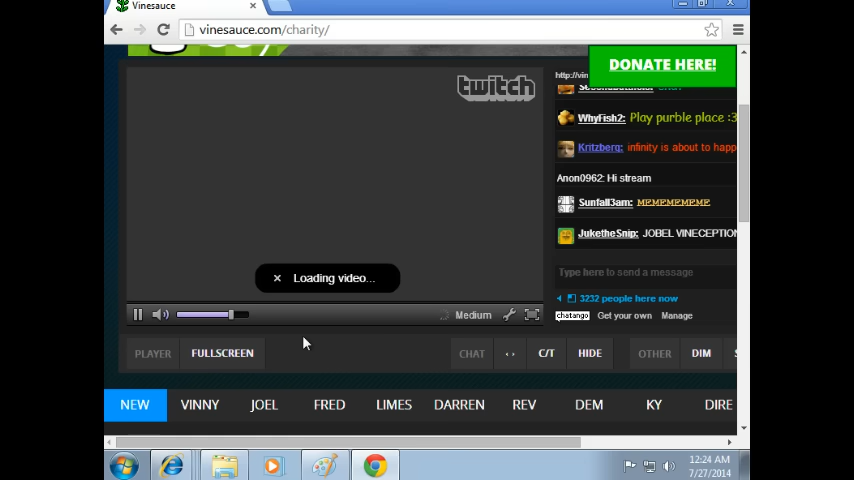 Vinesauce
vinesauce.com/charity/
DONATE HERE!
twitch
http://vin
WhyFish2: Play purble place :3
Kritzberg: infinity is about to happ
Anon0962: Hi stream
Sunfall3am: MEMEMEMEME
JuketheSnip: JOBEL VINECEPTION
Loading video...
Type here to send a message
3232 people here now
Medium
chatango Get your own Manage
PLAYER FULLSCREEN CHAT C/T HIDE OTHER DIM
NEW VINNY JOEL FRED LIMES DARREN REV DEM KY DIRE
12:24 AM
7/27/2014